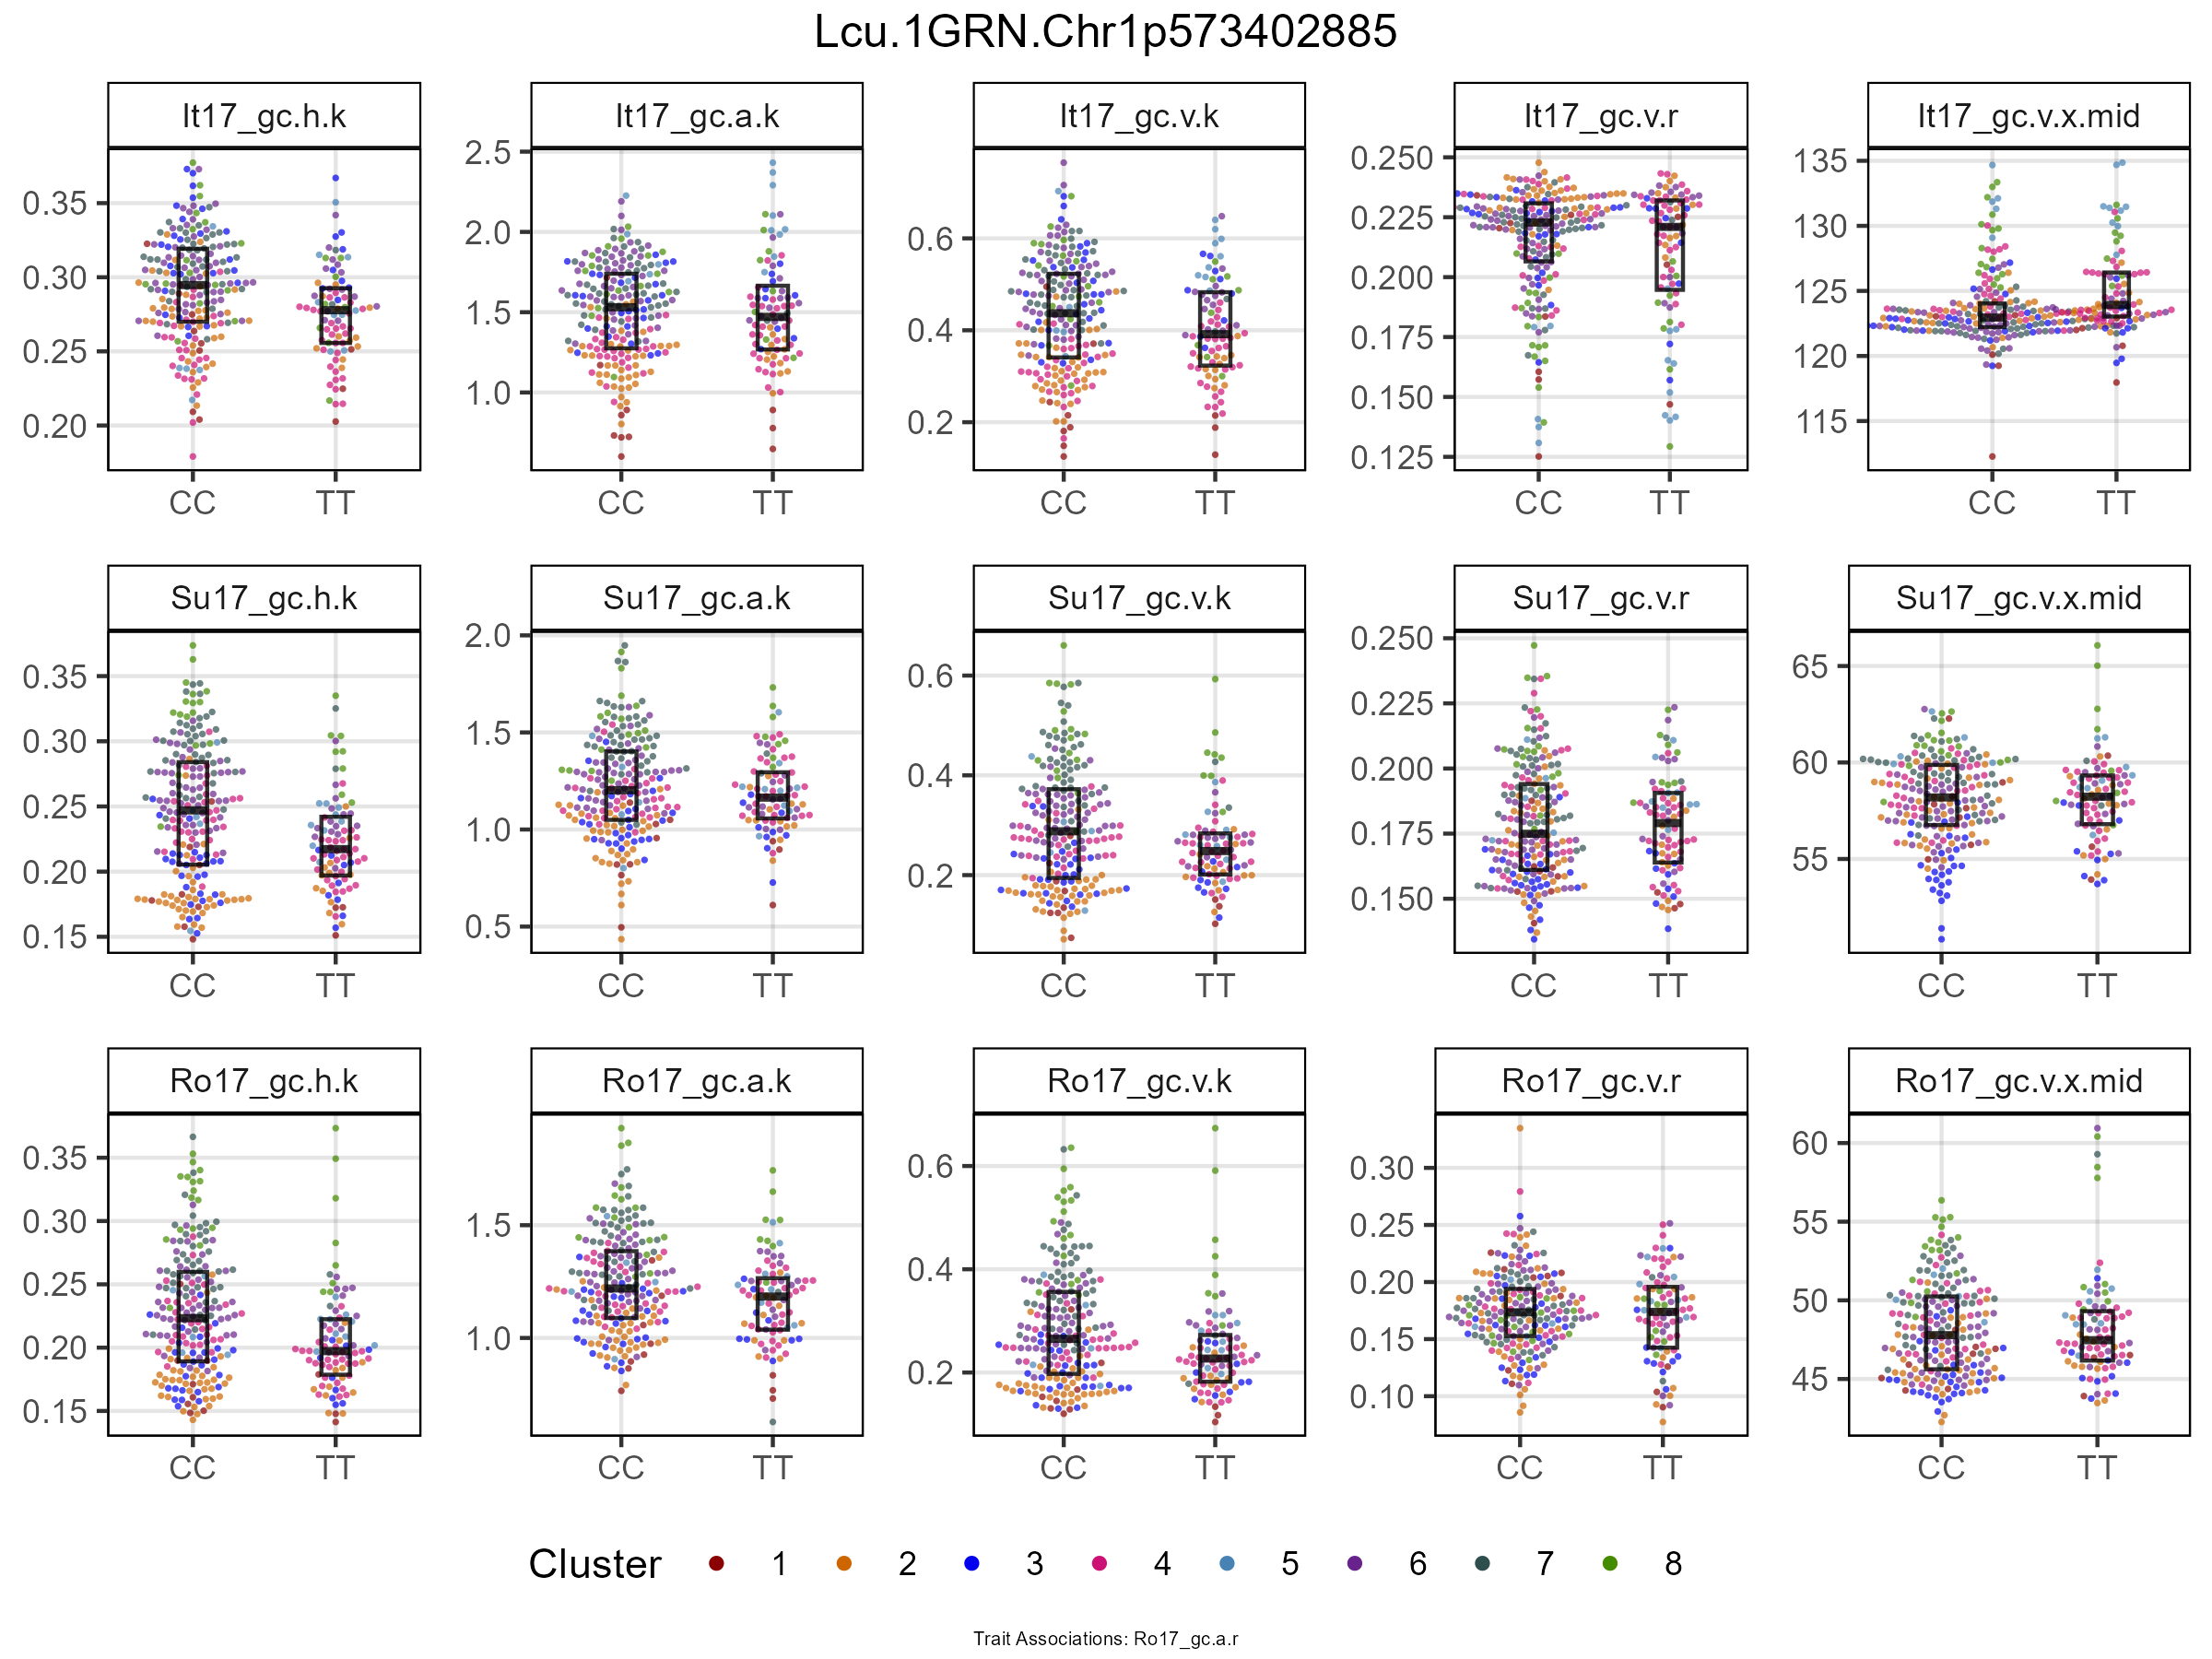 Lcu.1GRN.Chr1p573402885
It17_gc.h.k
It17_gc.a.k
It17_gc.v.k
It17_gc.v.r
It17_gc.v.x.mid
0.35
0.30
0.25
0.20
CC TT
2.5
2.0
1.5
1.0
CC TT
0.6
0.4
0.2
CC TT
0.250
0.225
0.200
0.175
0.150
0.125
CC TT
135
130
125
120
115
CC TT
Su17_gc.h.k
Su17_gc.a.k
Su17_gc.v.k
Su17_gc.v.r
Su17_gc.v.x.mid
0.35
0.30
0.25
0.20
0.15
CC TT
2.0
1.5
1.0
0.5
CC TT
0.6
0.4
0.2
CC TT
0.250
0.225
0.200
0.175
0.150
CC TT
65
60
55
CC TT
Ro17_gc.h.k
Ro17_gc.a.k
Ro17_gc.v.k
Ro17_gc.v.r
Ro17_gc.v.x.mid
0.35
0.30
0.25
0.20
0.15
CC TT
1.5
1.0
CC TT
0.6
0.4
0.2
CC TT
0.30
0.25
0.20
0.15
0.10
CC TT
60
55
50
45
CC TT
Cluster 1 2 3 4 5 6 7 8
Trait Associations: Ro17_gc.a.r